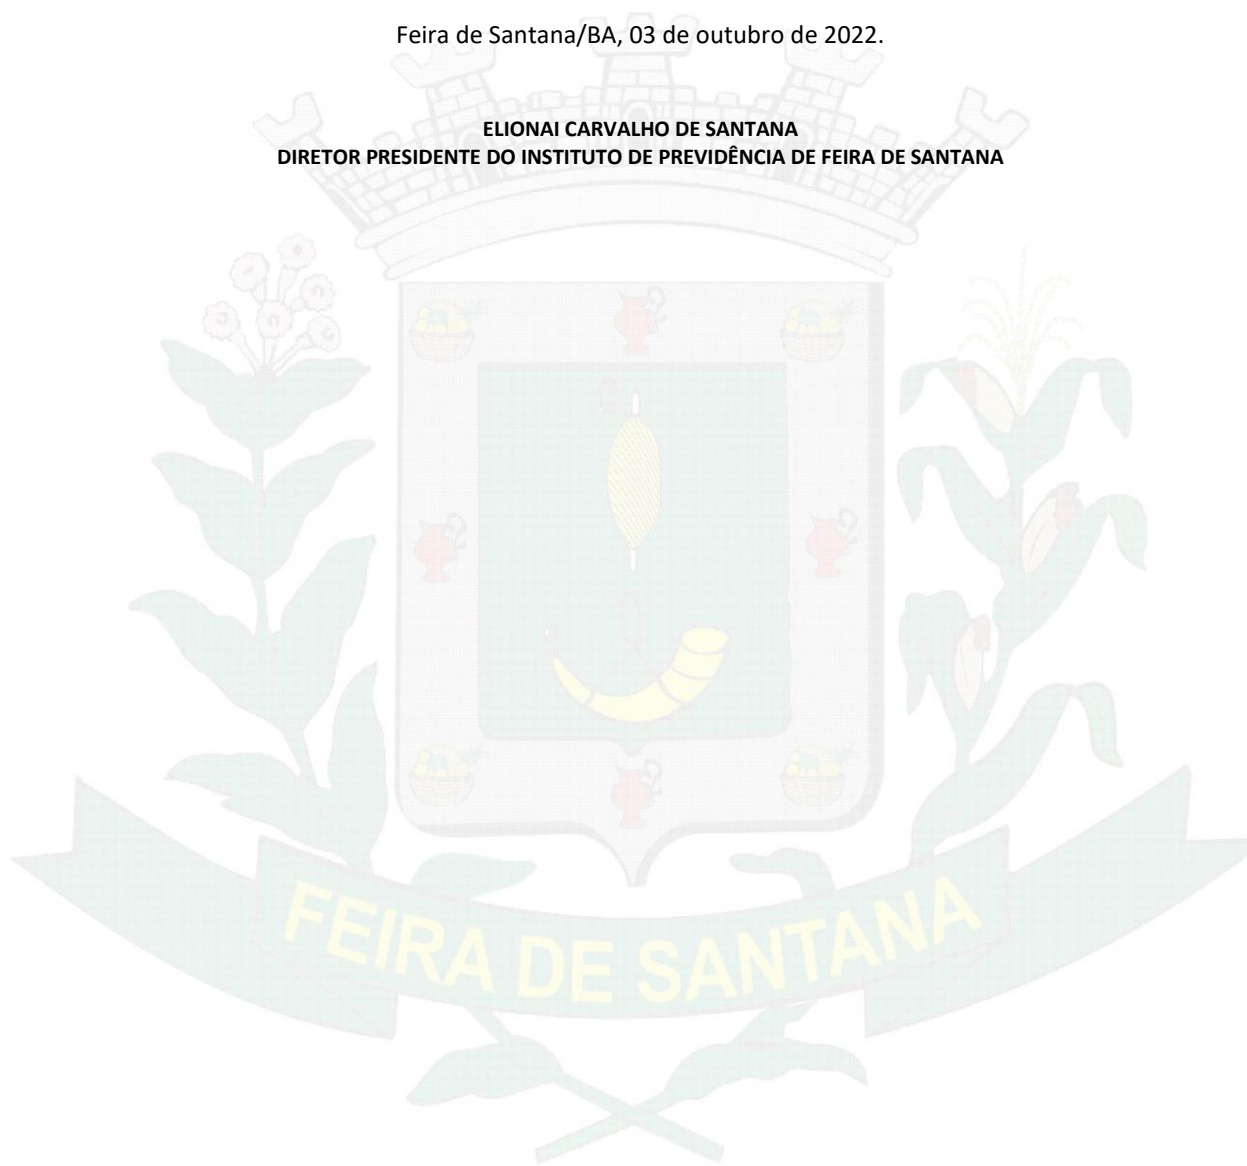 Feira de Santana/BA, 03 de outubro de 2022.
ELIONAI CARVALHO DE SANTANA
DIRETOR PRESIDENTE DO INSTITUTO DE PREVIDÊNCIA DE FEIRA DE SANTANA
FEIRA DE SANTANA